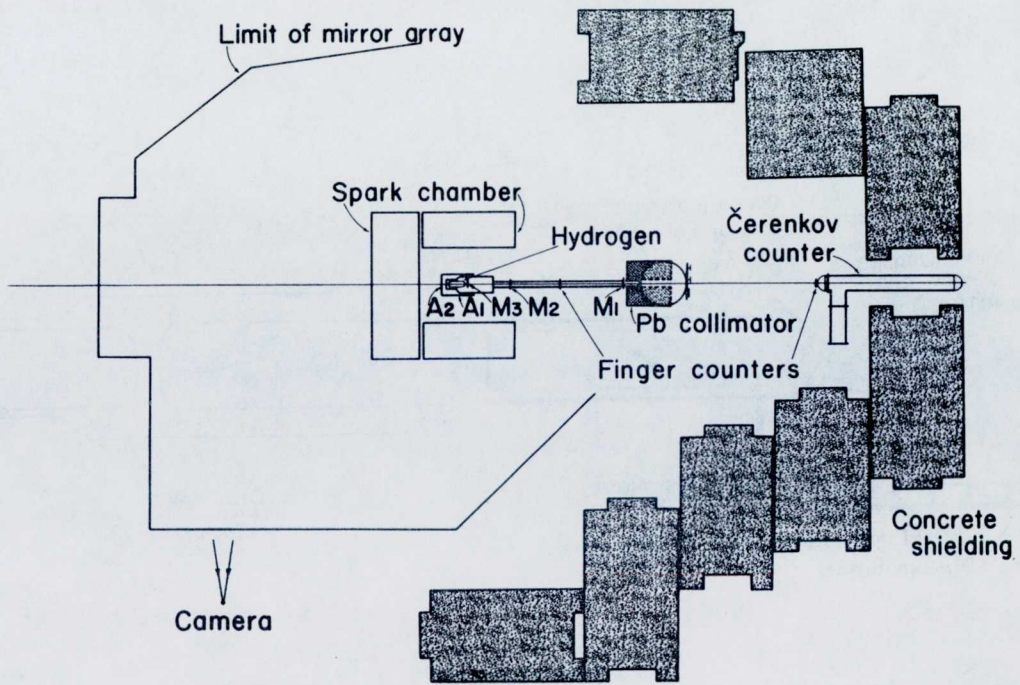 Limit of mirror array
Spark chamber
Hydrogen
Čerenkov
counter
A2 A1 M3 M2
M1
Pb collimator
Finger counters
Concrete
shielding
Camera